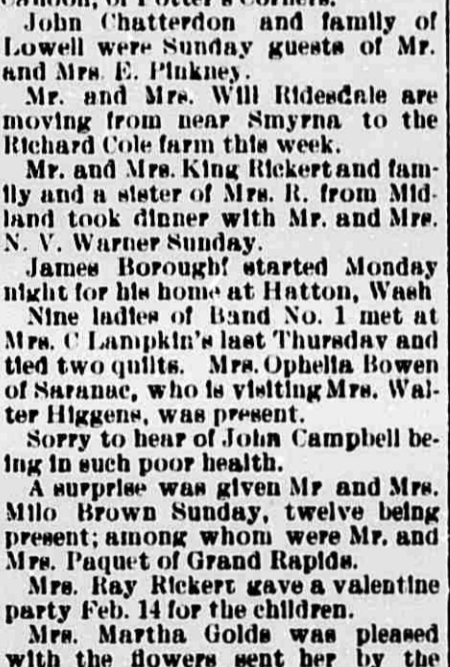 John Chatterdon and family of
Lowell were Sunday guests of Mr.
and Mrs. E. Pinkney.
Mr. and Mrs. Will Ridesdale are
moving from near Smyrna to the
Richard Cole farm this week.
Mr. and Mrs. King Rickert and fam-
ily and a sister of Mrs. R. from Mid-
land took dinner with Mr. and Mrs.
N. V. Warner Sunday.
James Borought started Monday
night for his home at Hatton, Wash
Nine ladies of Band No. 1 met at
Mrs. C Lampkin's last Thursday and
tied two quilts. Mrs. Ophelia Bowen
of Saranac, who is visiting Mrs. Wal-
ter Higgens, was present.
Sorry to hear of John Campbell be-
ing in such poor health.
A surprise was given Mr and Mrs.
Milo Brown Sunday, twelve being
present; among whom were Mr. and
Mrs. Paquet of Grand Rapids.
Mrs. Ray Rickert gave a valentine
party Feb. 14 for the children.
Mrs. Martha Golds was pleased
with the flowers sent her by the